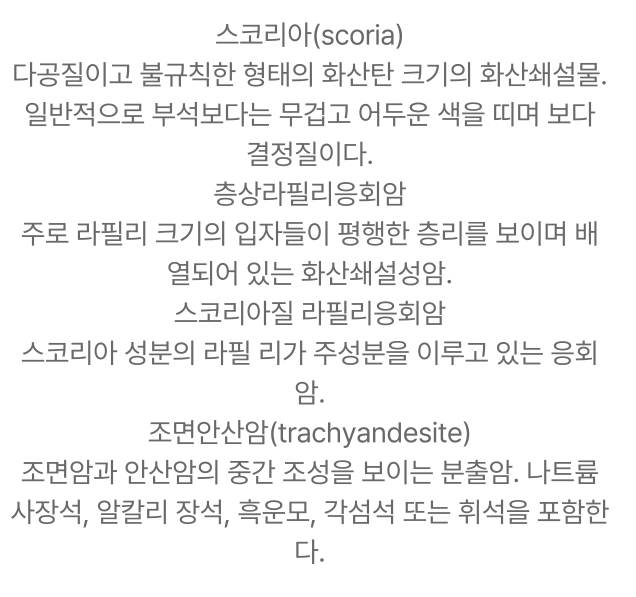 스코리아(scoria)
다공질이고 불규칙한 형태의 화산탄 크기의 화산쇄설물.
일반적으로 부석보다는 무겁고 어두운 색을 띠며 보다
결정질이다.
층상라필리응회암
주로 라필리 크기의 입자들이 평행한 층리를 보이며 배
열되어 있는 화산쇄설성암.
스코리아질 라필리응회암
스코리아 성분의 라필 리가 주성분을 이루고 있는 응회
암.
조면안산암(trachyandesite)
조면암과 안산암의 중간 조성을 보이는 분출암. 나트륨
사장석, 알칼리 장석, 흑운모, 각섬석 또는 휘석을 포함한
다.